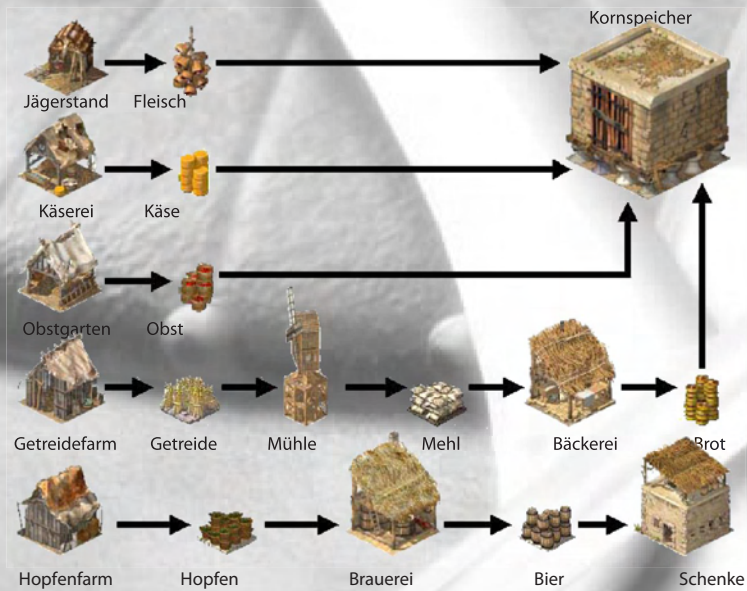 Kornspeicher
Jägerstand Fleisch
Käserei Käse
Obstgarten Obst
Getreidefarm Getreide Mühle Mehl Bäckerei Brot
Hopfenfarm Hopfen Brauerei Bier Schenke